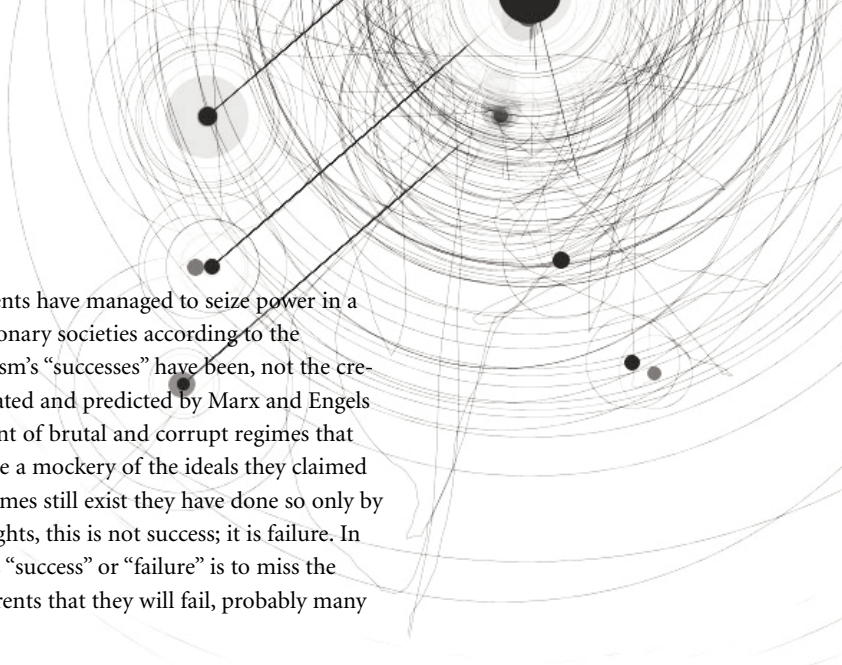 ents have managed to seize power in a
onary societies according to the
sm’s “successes” have been, not the cre-
ated and predicted by Marx and Engels
nt of brutal and corrupt regimes that
e a mockery of the ideals they claimed
mes still exist they have done so only by
ghts, this is not success; it is failure. In
“success” or “failure” is to miss the
rents that they will fail, probably many